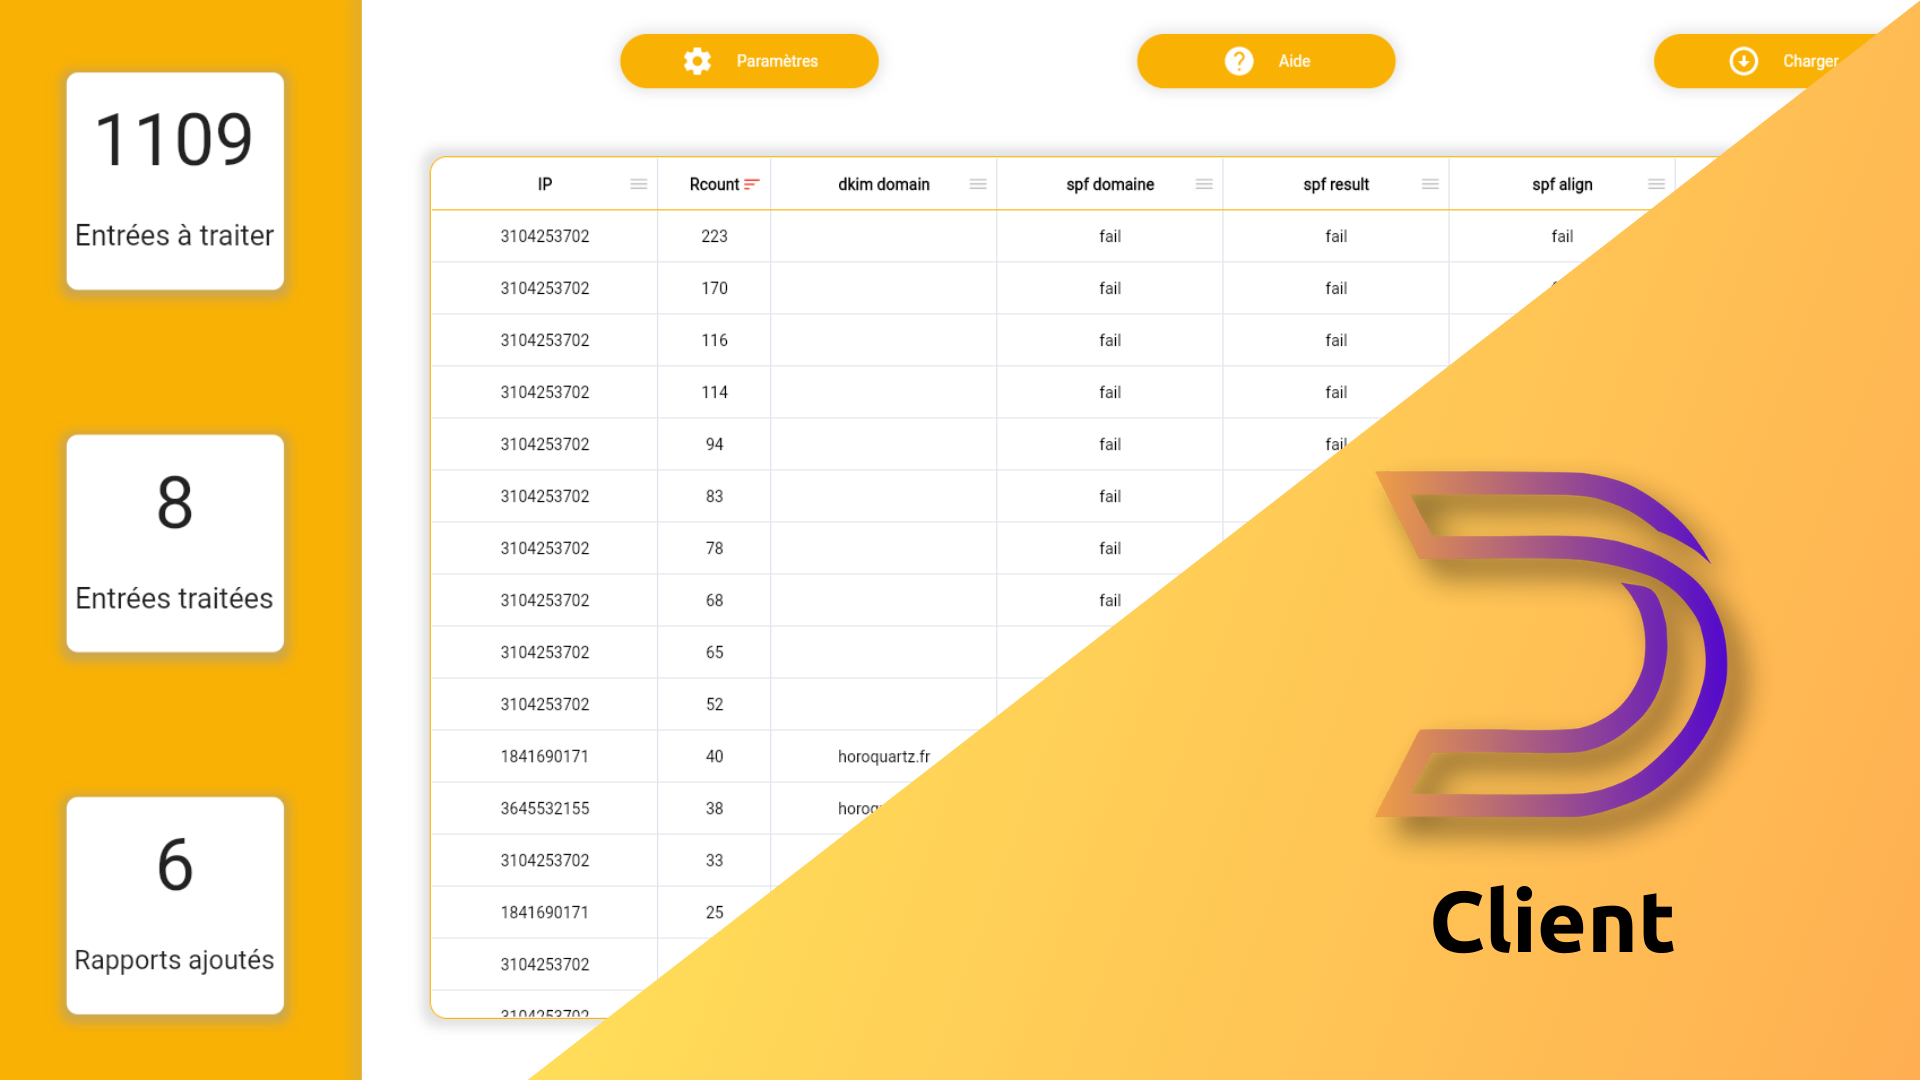 Paramètres Aide Charger
1109
Entrées à traiter
8
Entrées traitées
6
Rapports ajoutés
IP Rcount dkim domain spf domaine spf result spf align
3104253702 223 fail fail fail
3104253702 170 fail fail
3104253702 116 fail fail
3104253702 114 fail fail
3104253702 94 fail fail
3104253702 83 fail
3104253702 78 fail
3104253702 68 fail
3104253702 65
3104253702 52
1841690171 40 horoquartz.fr
3645532155 38
3104253702 33
1841690171 25
3104253702
3104253702
Client